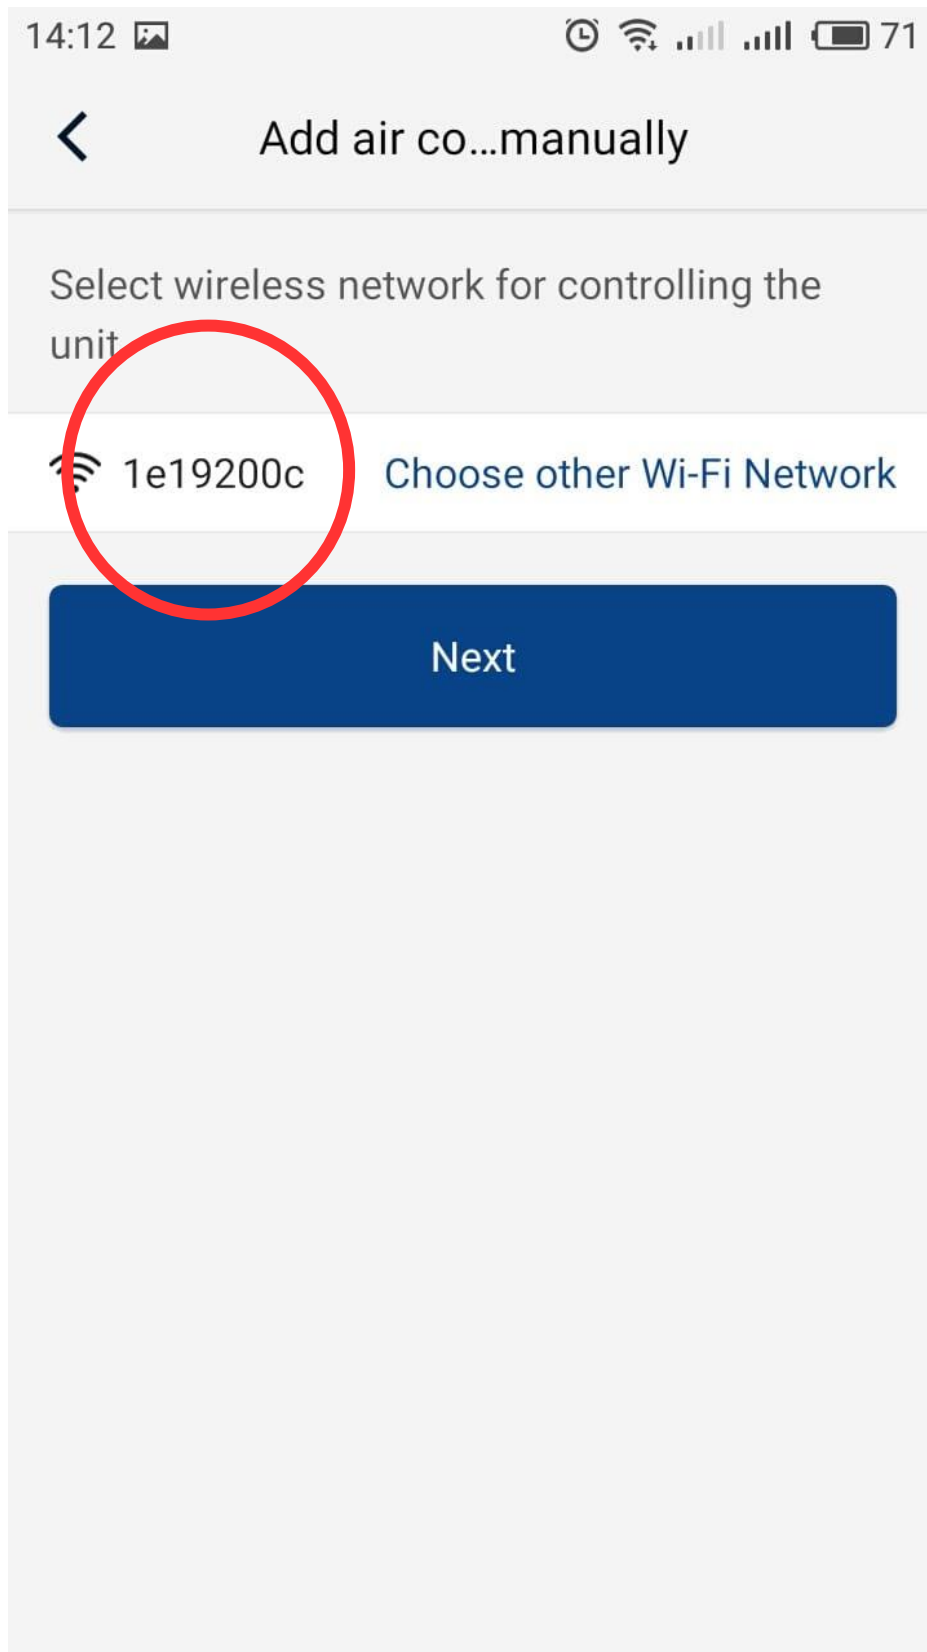 14:12 71
Add air co…manually
Select wireless network for controlling the
unit
1e19200c Choose other Wi-Fi Network
Next